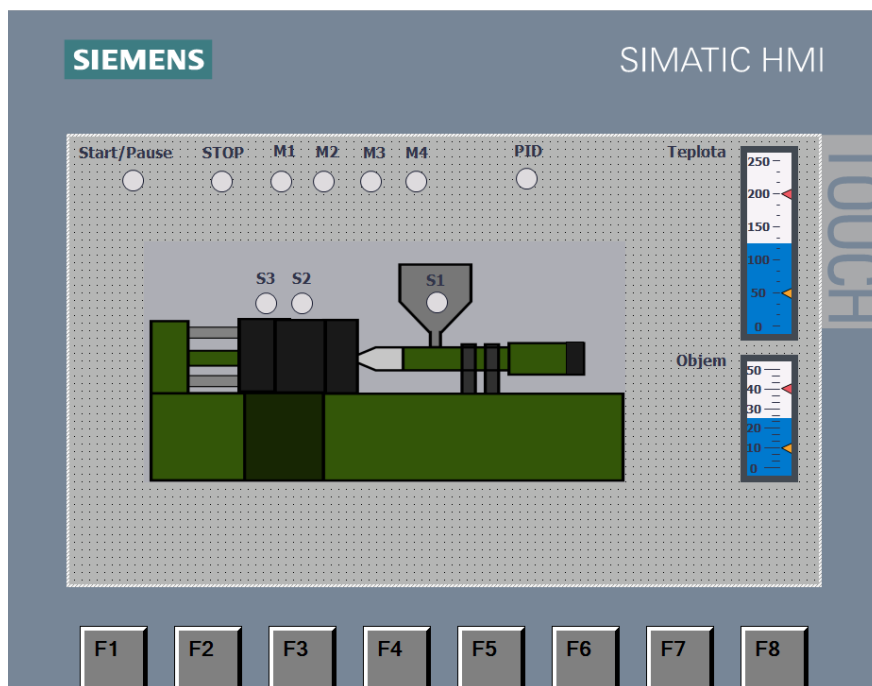 SIEMENS
SIMATIC HMI
TOUCH
Start/Pause STOP M1 M2 M3 M4 PID Teplota
250
200
150
100
50
0
S3 S2 S1
Objem
50
40
30
20
10
0
F1 F2 F3 F4 F5 F6 F7 F8